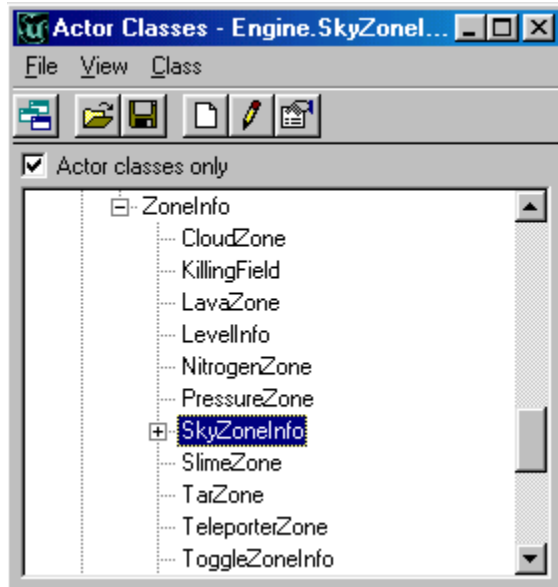 Actor Classes - Engine.SkyZoneI...
File View Class
Actor classes only
ZoneInfo
CloudZone
KillingField
LavaZone
LevelInfo
NitrogenZone
PressureZone
SkyZoneInfo
SlimeZone
TarZone
TeleporterZone
ToggleZoneInfo